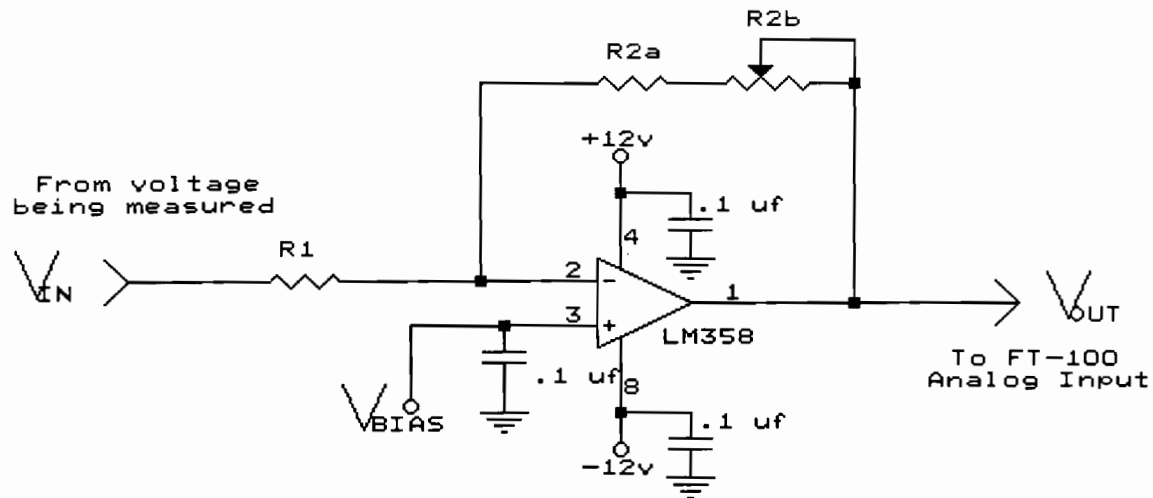 R2b
R2a
+12v
From voltage
being measured
.1 uf
4
R1
VIN
2
-
1
3
+
LM358
VOUT
To FT-100
Analog Input
.1 uf
8
VBIAS
.1 uf
-12v